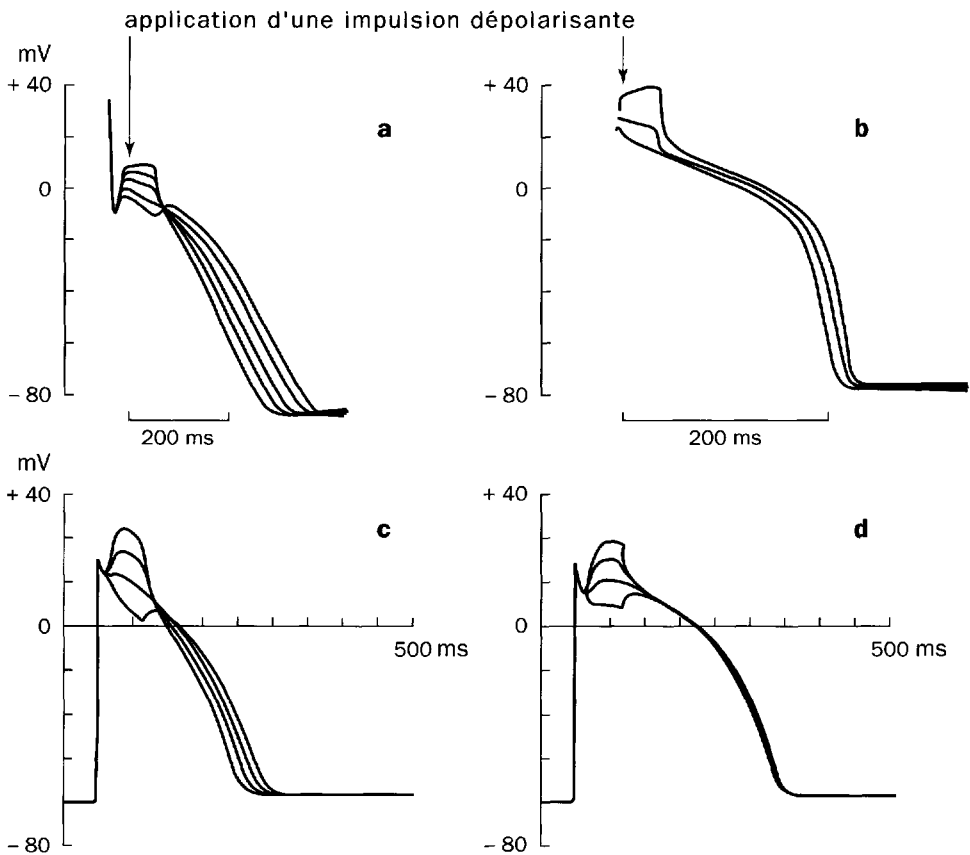 application d'une impulsion dépolarisante
mV
+ 40
0
– 80
a
200 ms
+ 40
0
– 80
b
200 ms
mV
+ 40
0
– 80
c
500 ms
+ 40
0
– 80
d
500 ms